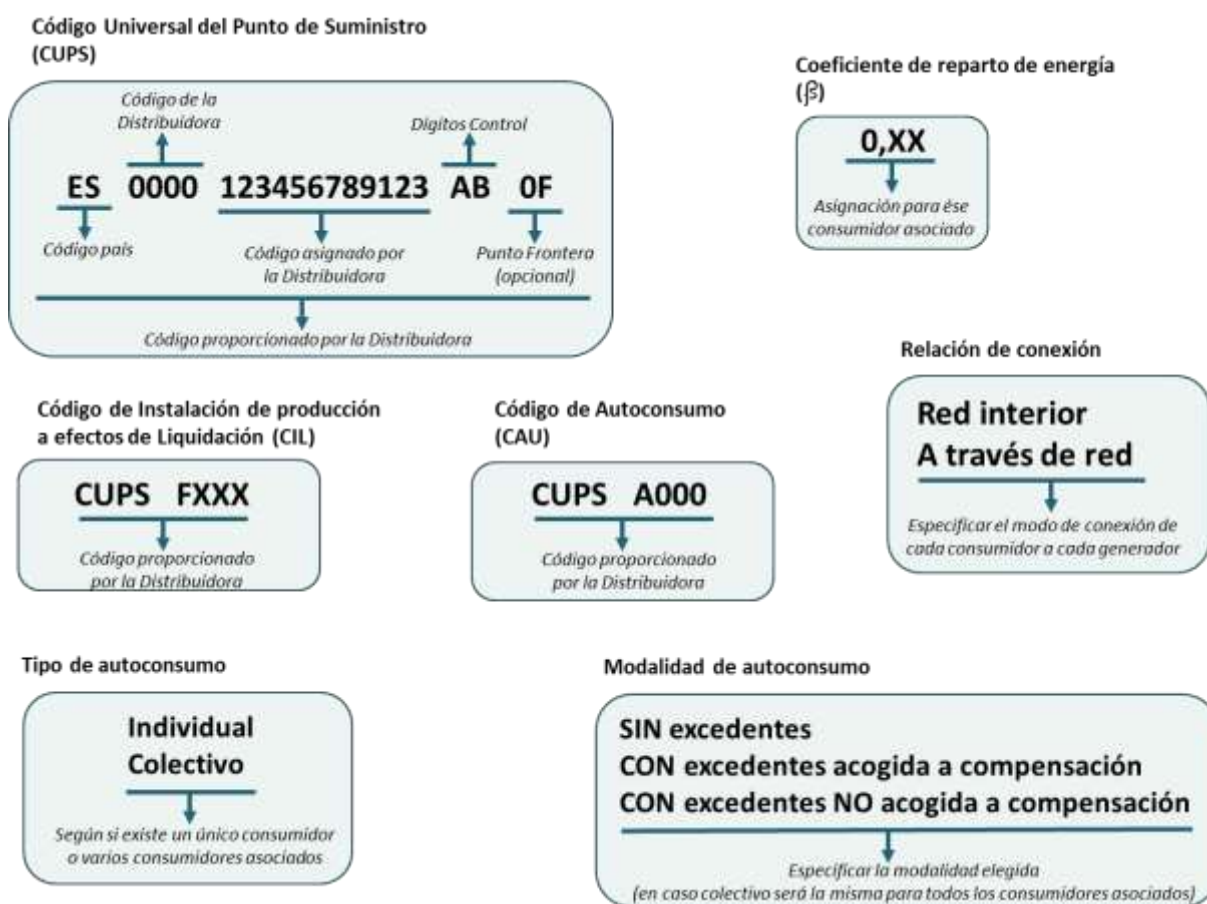 Código Universal del Punto de Suministro
(CUPS)
Código de la
Distribuidora
Dígitos Control
ES 0000 123456789123 AB 0F
Código país
Código asignado por
la Distribuidora
Punto Frontera
(opcional)
Código proporcionado por la Distribuidora
Coeficiente de reparto de energía
(β)
0,XX
Asignación para ése
consumidor asociado
Relación de conexión
Red interior
A través de red
Especificar el modo de conexión de
cada consumidor a cada generador
Código de Instalación de producción
a efectos de Liquidación (CIL)
CUPS FXXX
Código proporcionado
por la Distribuidora
Código de Autoconsumo
(CAU)
CUPS A000
Código proporcionado
por la Distribuidora
Tipo de autoconsumo
Individual
Colectivo
Según si existe un único consumidor
o varios consumidores asociados
Modalidad de autoconsumo
SIN excedentes
CON excedentes acogida a compensación
CON excedentes NO acogida a compensación
Especificar la modalidad elegida
(en caso colectivo será la misma para todos los consumidores asociados)